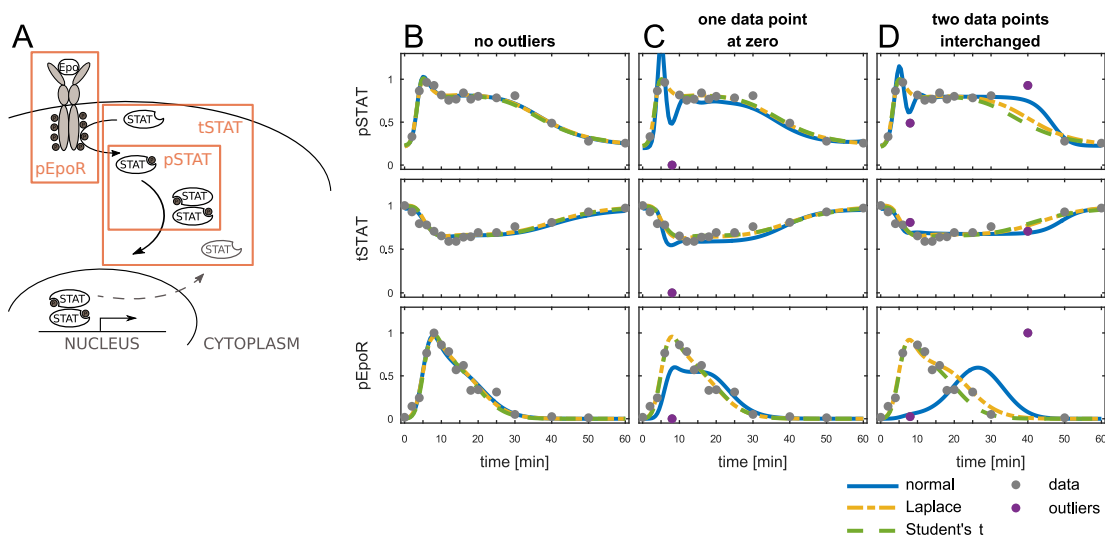 A
Epo
STAT
tSTAT
pEpoR
pSTAT
STAT
STAT
STAT
STAT
STAT
STAT
NUCLEUS
CYTOPLASM
B
no outliers
C
one data point
at zero
D
two data points
interchanged
pSTAT
1
0.5
0
tSTAT
1
0.5
0
pEpoR
1
0.5
0
0 10 20 30 40 50 60
0 10 20 30 40 50 60
0 10 20 30 40 50 60
time [min]
time [min]
time [min]
normal
Laplace
Student's t
data
outliers